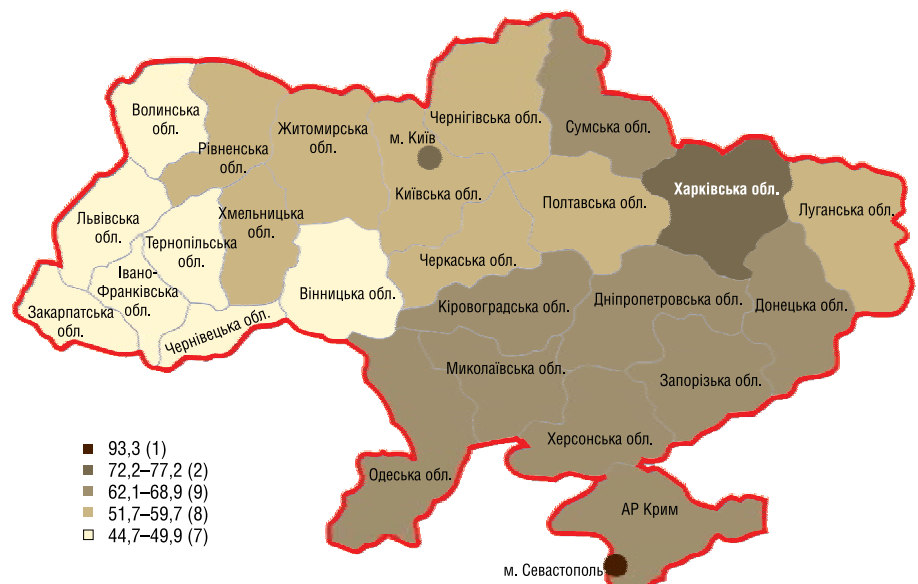 Волинська
обл.
Рівненська
обл.
Житомирська
обл.
м. Київ
Чернігівська
обл.
Сумська обл.
Харківська обл.
Луганська обл.
Львівська
обл.
Тернопільська
обл.
Хмельницька
обл.
Київська обл.
Полтавська обл.
Черкаська обл.
Івано-
Франківська
обл.
Закарпатська
обл.
Чернівецька обл.
Вінницька обл.
Кіровоградська обл.
Дніпропетровська обл.
Донецька обл.
Миколаївська обл.
Запорізька обл.
Херсонська обл.
Одеська обл.
АР Крим
м. Севастополь
93,3 (1)
72,2–77,2 (2)
62,1–68,9 (9)
51,7–59,7 (8)
44,7–49,9 (7)